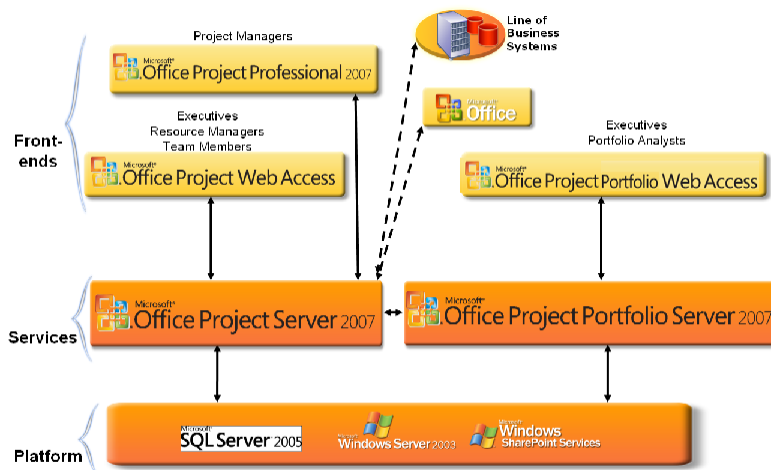 Project Managers
Microsoft®
Office Project Professional 2007
Line of
Business
Systems
Microsoft®
Office
Executives
Resource Managers
Team Members
Front-
ends
Microsoft®
Office Project Web Access
Executives
Portfolio Analysts
Microsoft®
Office Project Portfolio Web Access
Services
Microsoft®
Office Project Server 2007
Microsoft®
Office Project Portfolio Server 2007
Platform
Microsoft®
SQL Server 2005
Microsoft®
Windows Server 2003
Microsoft®
Windows
SharePoint Services